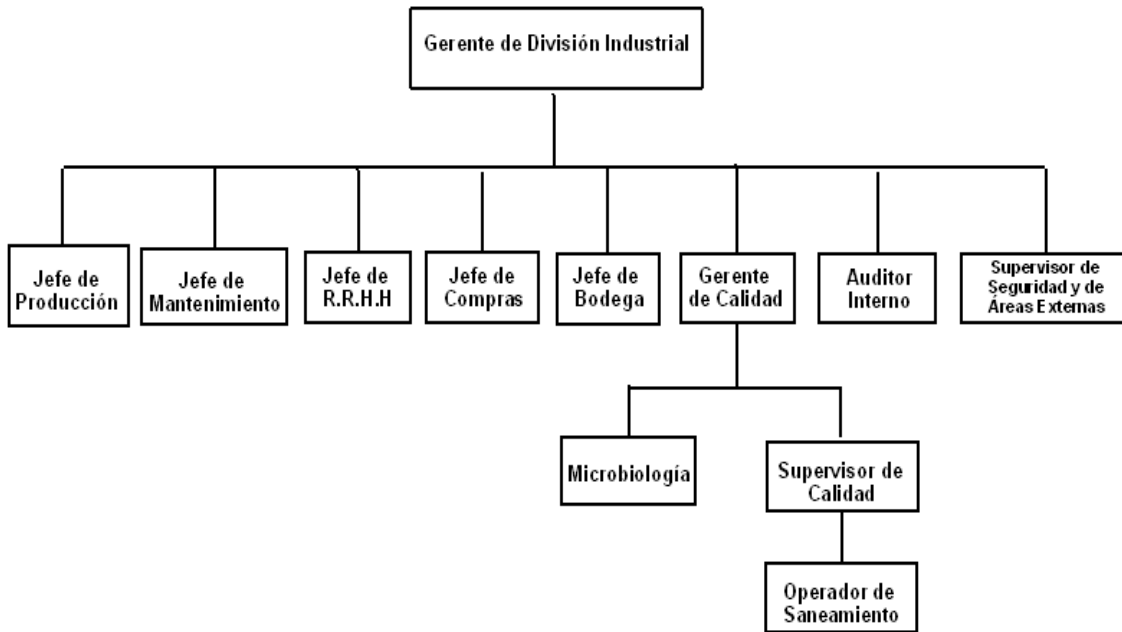 Gerente de División Industrial
Jefe de
Producción
Jefe de
Mantenimiento
Jefe de
R.R.H.H
Jefe de
Compras
Jefe de
Bodega
Gerente
de Calidad
Auditor
Interno
Supervisor de
Seguridad y de
Áreas Externas
Microbiología
Supervisor de
Calidad
Operador de
Saneamiento